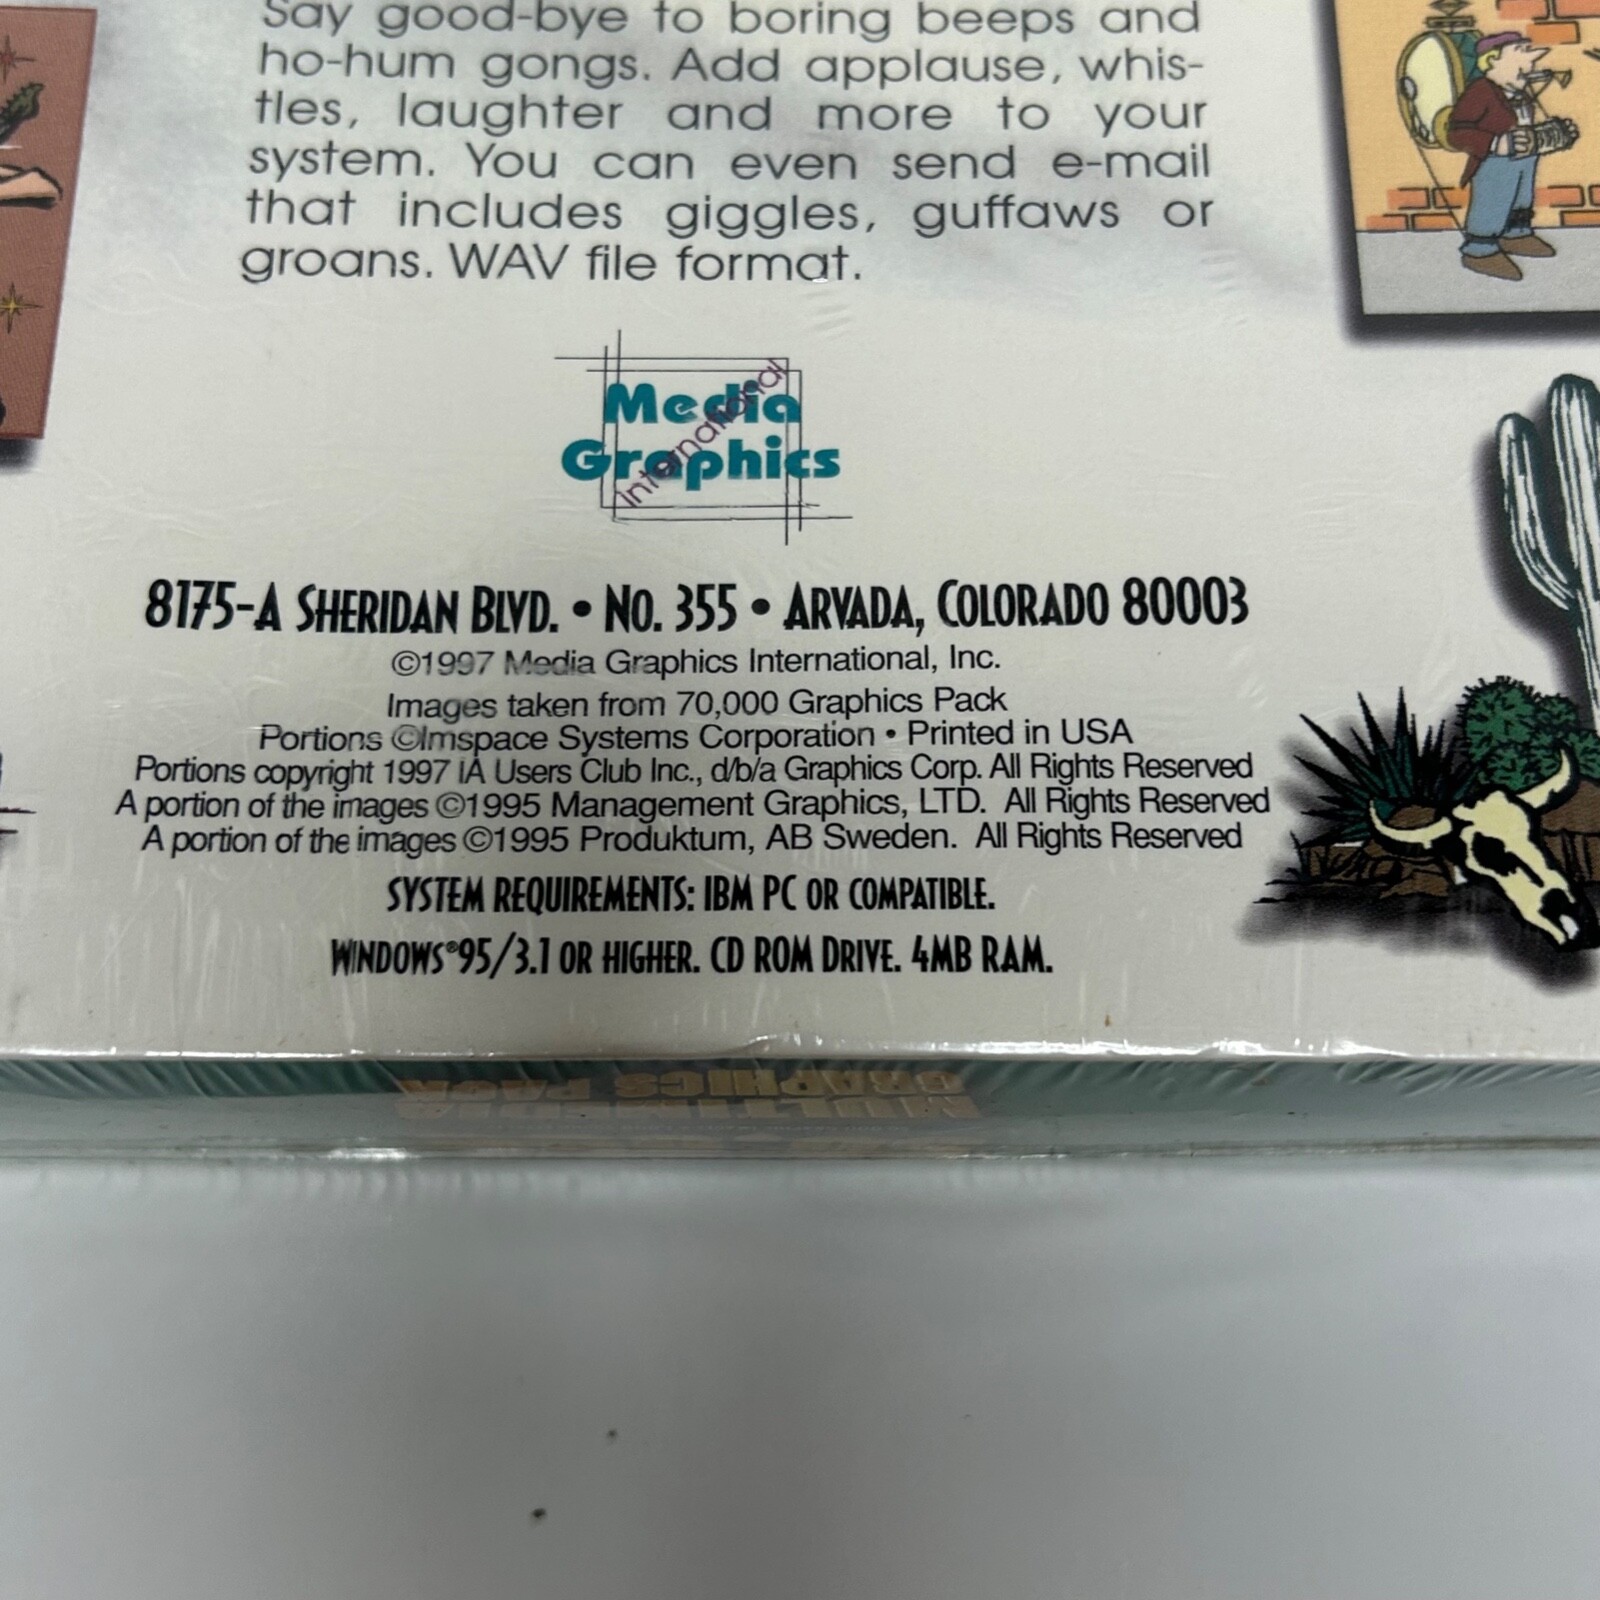 Say good-bye to boring beeps and
ho-hum gongs. Add applause, whis-
tles, laughter and more to your
system. You can even send e-mail
that includes giggles, guffaws or
groans. WAV file format.
Media
International
Graphics
8175-A SHERIDAN BLVD. • NO. 355 • ARVADA, COLORADO 80003
©1997 Media Graphics International, Inc.
Images taken from 70,000 Graphics Pack
Portions ©Imspace Systems Corporation • Printed in USA
Portions copyright 1997 IA Users Club Inc., d/b/a Graphics Corp. All Rights Reserved
A portion of the images ©1995 Management Graphics, LTD. All Rights Reserved
A portion of the images ©1995 Produktum, AB Sweden. All Rights Reserved
SYSTEM REQUIREMENTS: IBM PC OR COMPATIBLE.
WINDOWS®95/3.1 OR HIGHER. CD ROM DRIVE. 4MB RAM.
GRAPHICS PACK
MULTIMEDIA